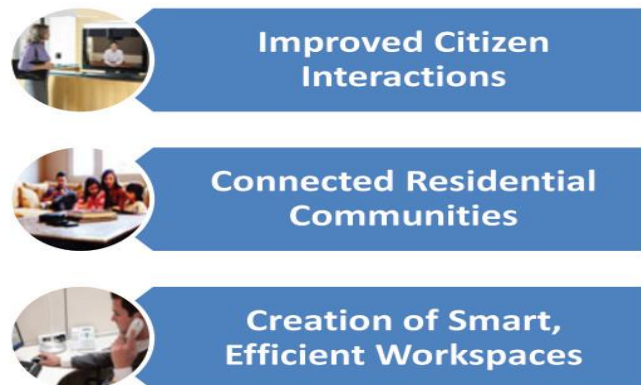 Improved Citizen
Interactions
Connected Residential
Communities
Creation of Smart,
Efficient Workspaces